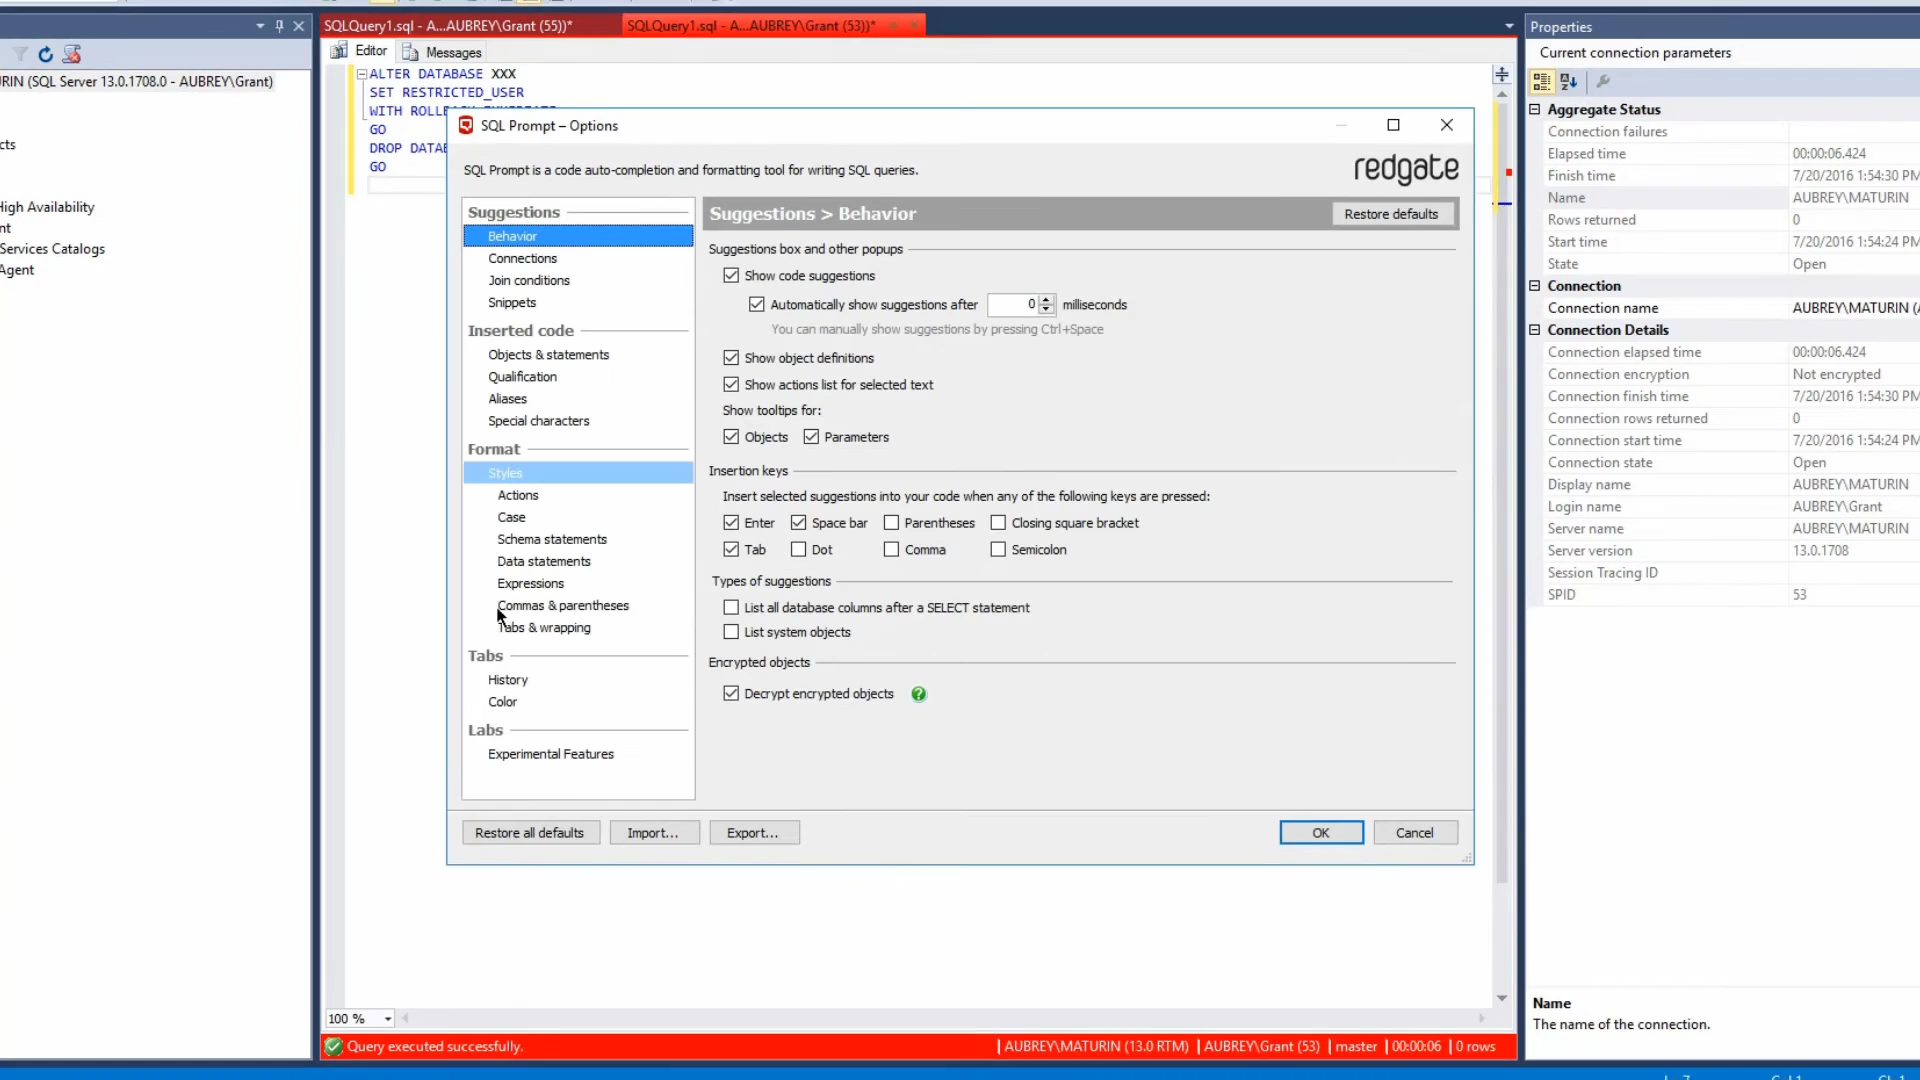 SQLQuery1.sql - A...AUBREY\Grant (55))*
SQLQuery1.sql - A...AUBREY\Grant (53))*
Properties
Editor
Messages
Current connection parameters
RIN (SQL Server 13.0.1708.0 - AUBREY\Grant)
cts
High Availability
nt
Services Catalogs
Agent
ALTER DATABASE XXX
SET RESTRICTED_USER
WITH
GO
DROP DATAB
GO
SQL Prompt – Options
SQL Prompt is a code auto-completion and formatting tool for writing SQL queries.
redgate
Suggestions
Behavior
Connections
Join conditions
Snippets
Inserted code
Objects & statements
Qualification
Aliases
Special characters
Format
Styles
Actions
Case
Schema statements
Data statements
Expressions
Commas & parentheses
Tabs & wrapping
Tabs
History
Color
Labs
Experimental Features
Suggestions > Behavior
Restore defaults
Suggestions box and other popups
Show code suggestions
Automatically show suggestions after 0 milliseconds
You can manually show suggestions by pressing Ctrl+Space
Show object definitions
Show actions list for selected text
Show tooltips for:
Objects Parameters
Insertion keys
Insert selected suggestions into your code when any of the following keys are pressed:
Enter Space bar Parentheses Closing square bracket
Tab Dot Comma Semicolon
Types of suggestions
List all database columns after a SELECT statement
List system objects
Encrypted objects
Decrypt encrypted objects ?
Restore all defaults Import... Export... OK Cancel
Aggregate Status
Connection failures
Elapsed time 00:00:06.424
Finish time 7/20/2016 1:54:30 PM
Name AUBREY\MATURIN
Rows returned 0
Start time 7/20/2016 1:54:24 PM
State Open
Connection
Connection name AUBREY\MATURIN (A
Connection Details
Connection elapsed time 00:00:06.424
Connection encryption Not encrypted
Connection finish time 7/20/2016 1:54:30 PM
Connection rows returned 0
Connection start time 7/20/2016 1:54:24 PM
Connection state Open
Display name AUBREY\MATURIN
Login name AUBREY\Grant
Server name AUBREY\MATURIN
Server version 13.0.1708
Session Tracing ID
SPID 53
Name
The name of the connection.
100 %
Query executed successfully.
AUBREY\MATURIN (13.0 RTM) AUBREY\Grant (53) master 00:00:06 0 rows